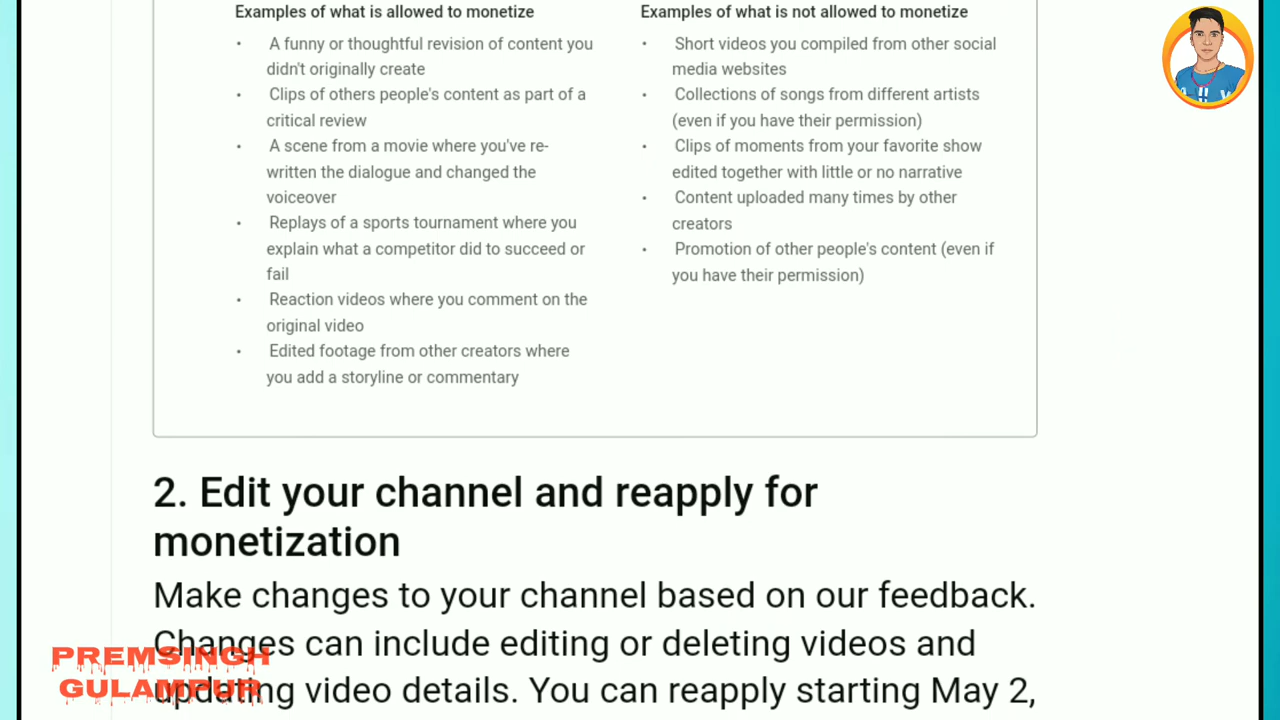 Examples of what is allowed to monetize
• A funny or thoughtful revision of content you
didn't originally create
• Clips of others people's content as part of a
critical review
• A scene from a movie where you've re-
written the dialogue and changed the
voiceover
• Replays of a sports tournament where you
explain what a competitor did to succeed or
fail
• Reaction videos where you comment on the
original video
• Edited footage from other creators where
you add a storyline or commentary
Examples of what is not allowed to monetize
• Short videos you compiled from other social
media websites
• Collections of songs from different artists
(even if you have their permission)
• Clips of moments from your favorite show
edited together with little or no narrative
• Content uploaded many times by other
creators
• Promotion of other people's content (even if
you have their permission)
2. Edit your channel and reapply for
monetization
Make changes to your channel based on our feedback.
Changes can include editing or deleting videos and
updating video details. You can reapply starting May 2,
PREMSINGH
GULAMPUR